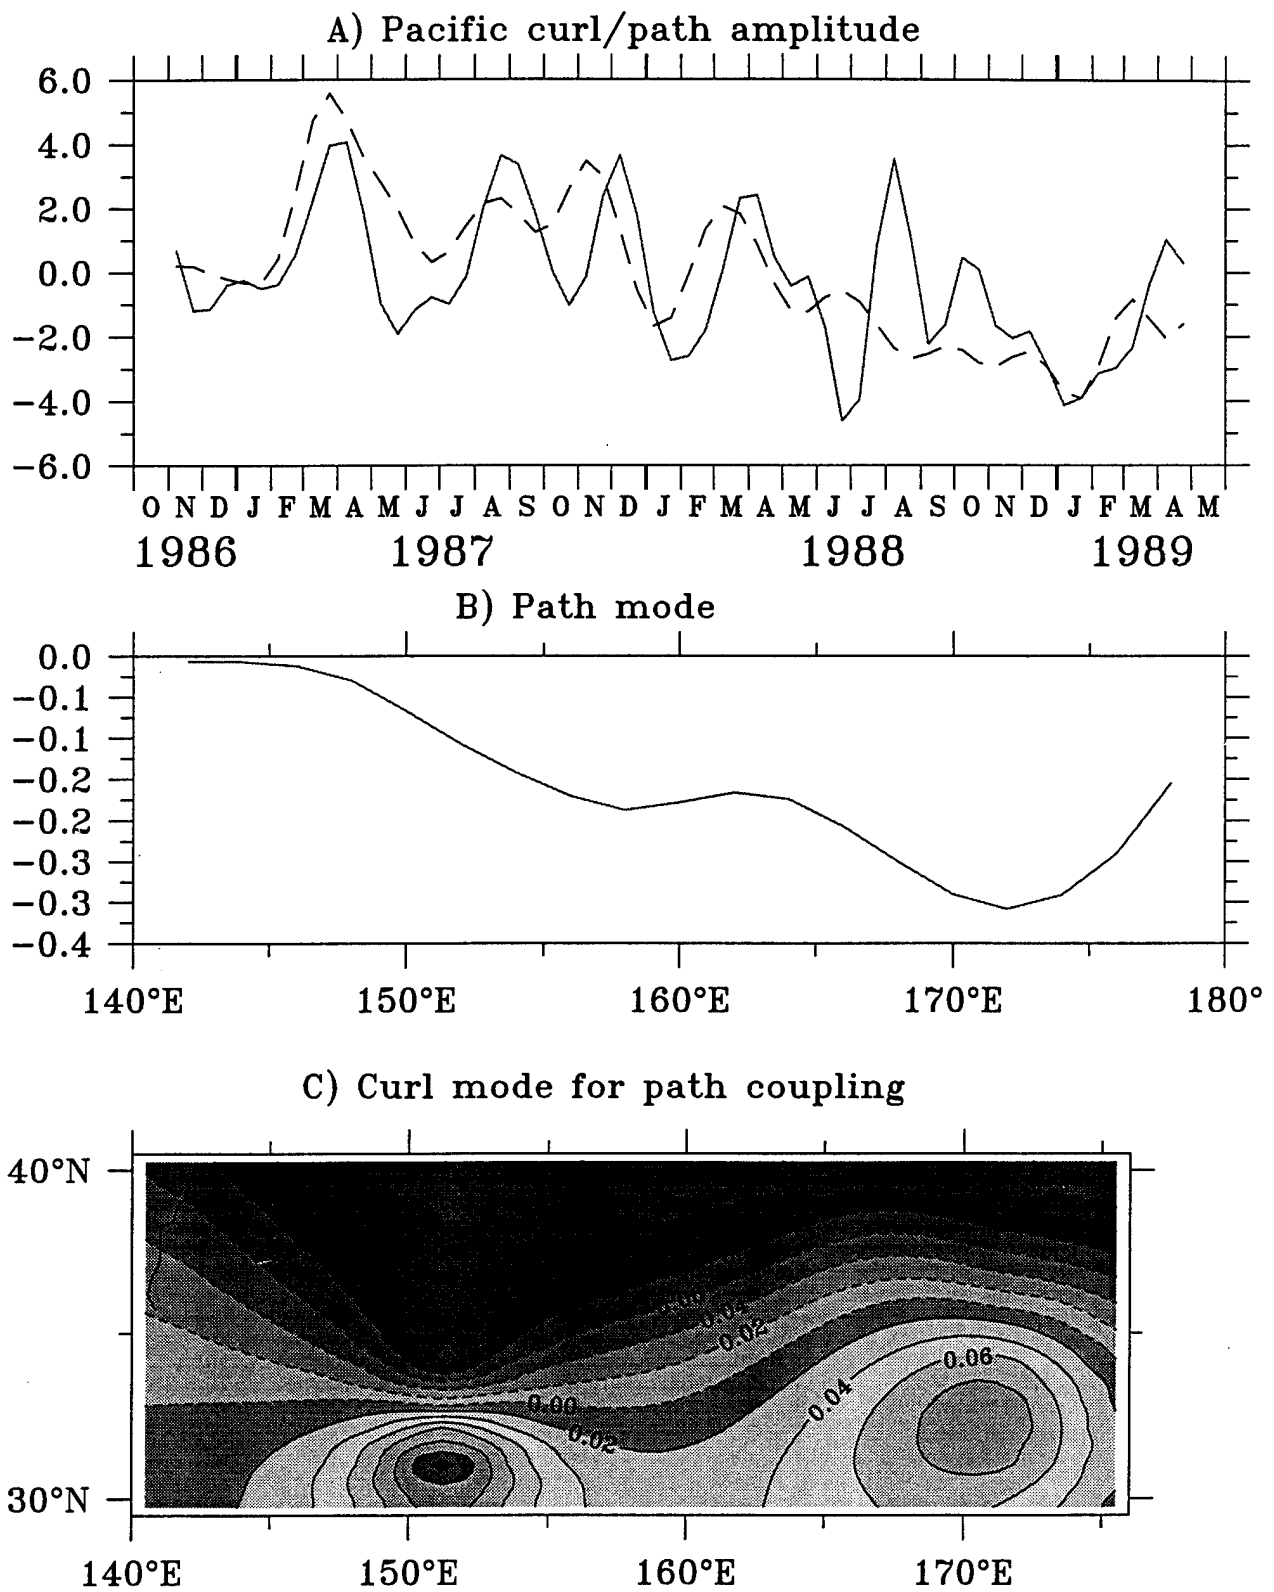 A) Pacific curl/path amplitude
6.0
4.0
2.0
0.0
−2.0
−4.0
−6.0
O N D J F M A M J J A S O N D J F M A M J J A S O N D J F M A M
1986 1987 1988 1989
B) Path mode
0.0
−0.1
−0.1
−0.2
−0.2
−0.3
−0.3
−0.4
140°E 150°E 160°E 170°E 180°
C) Curl mode for path coupling
40°N
0.04
0.02
0.06
0.04
0.00
0.02
30°N
140°E 150°E 160°E 170°E